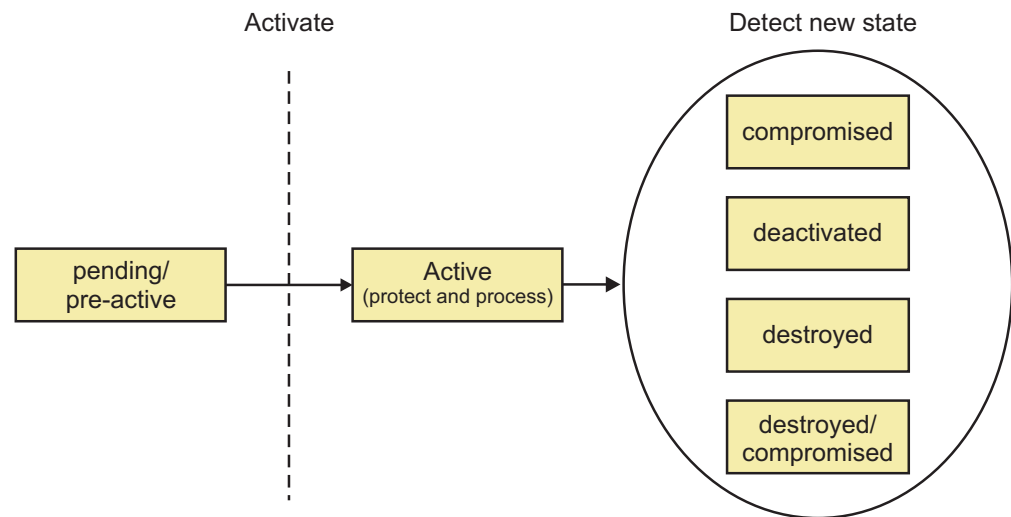 Activate
Detect new state
pending/
pre-active
Active
(protect and process)
compromised
deactivated
destroyed
destroyed/
compromised